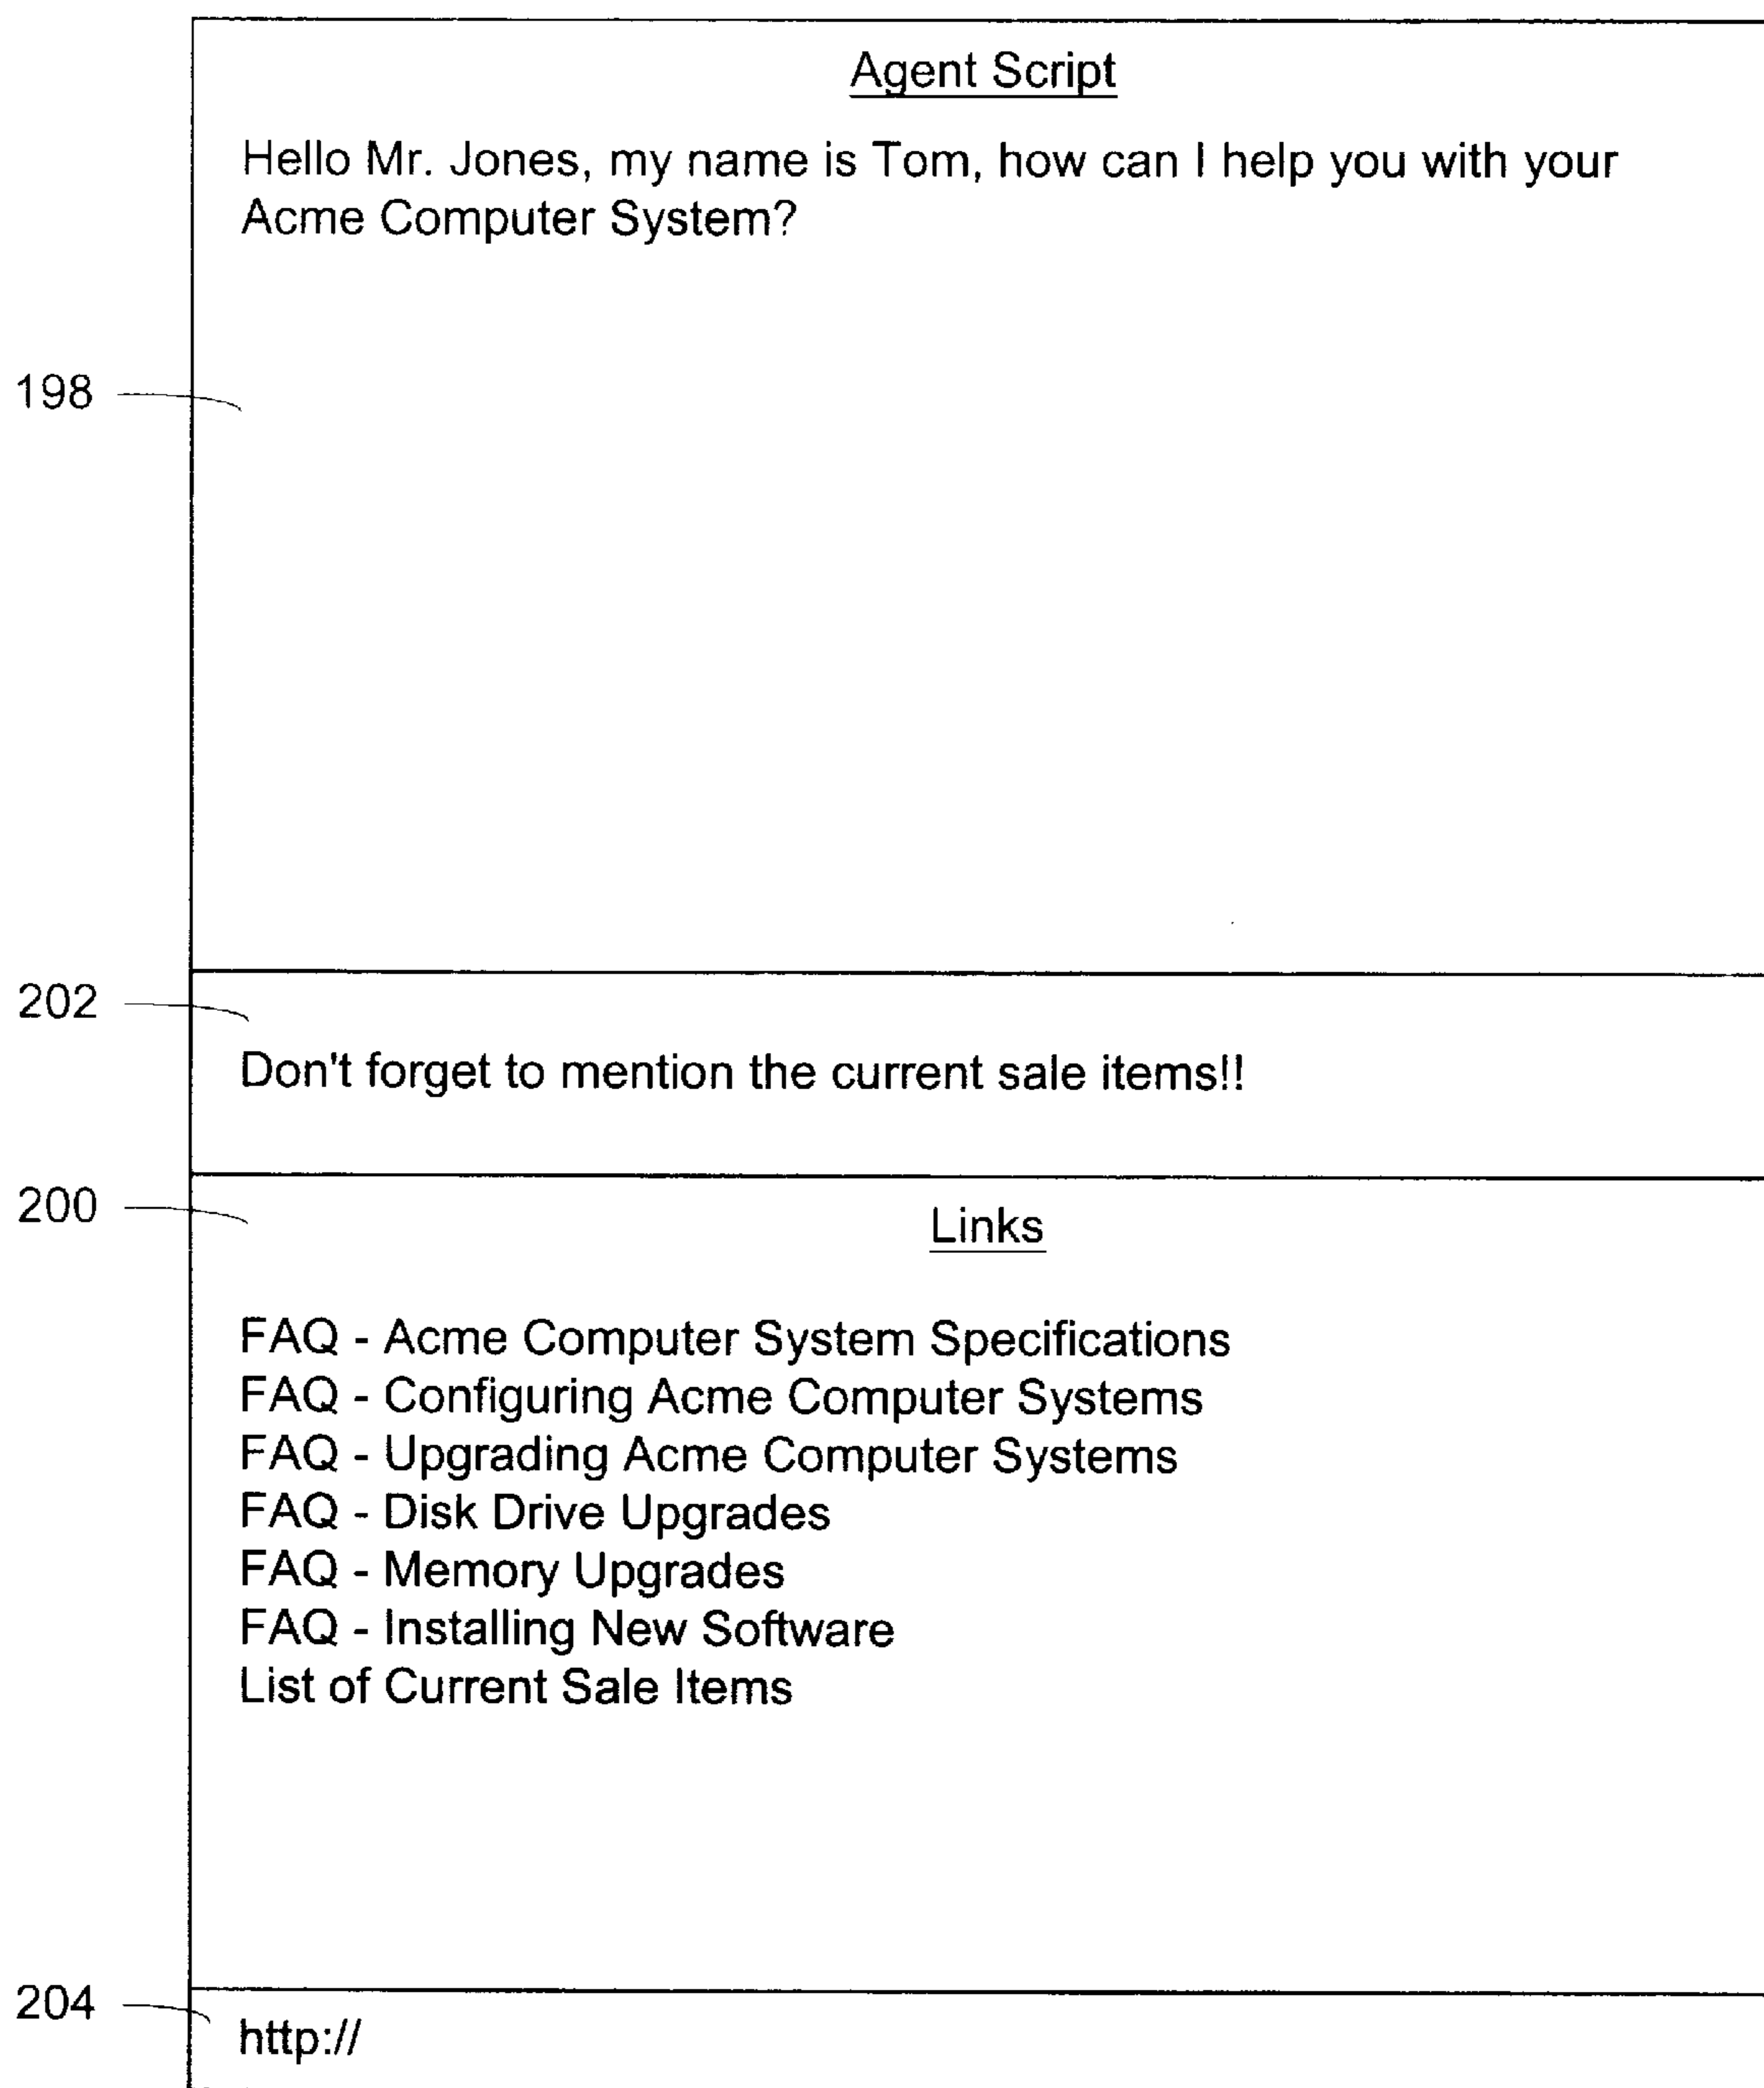 Agent Script
Hello Mr. Jones, my name is Tom, how can I help you with your
Acme Computer System?
198
202
Don't forget to mention the current sale items!!
200
Links
FAQ - Acme Computer System Specifications
FAQ - Configuring Acme Computer Systems
FAQ - Upgrading Acme Computer Systems
FAQ - Disk Drive Upgrades
FAQ - Memory Upgrades
FAQ - Installing New Software
List of Current Sale Items
204
http://